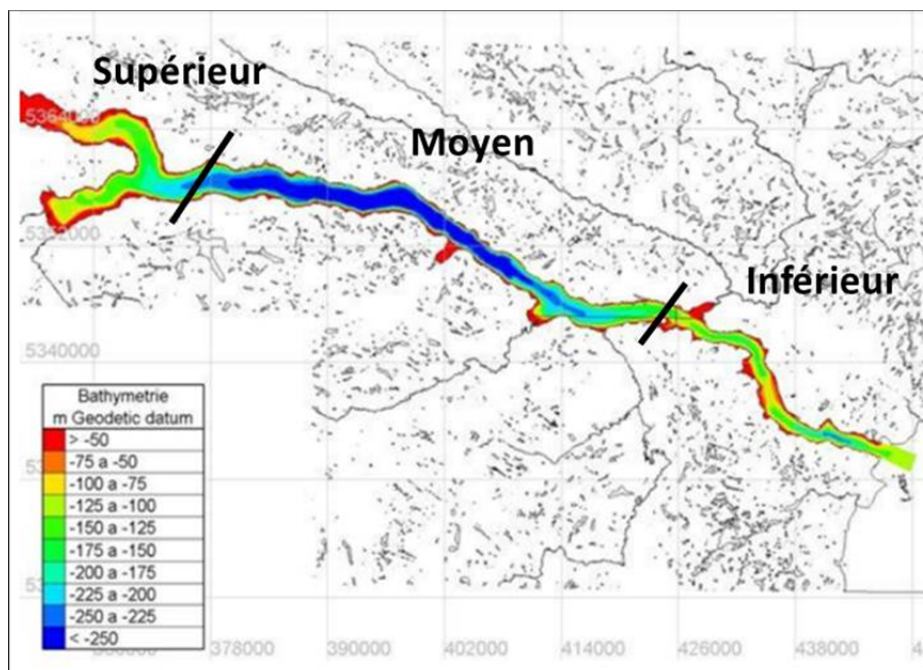 Supérieur
5364000
Moyen
Inférieur
5340000
Bathymetrie
m Geodetic datum
> -50
-75 a -50
-100 a -75
-125 a -100
-150 a -125
-175 a -150
-200 a -175
-225 a -200
-250 a -225
< -250
378000
390000
402000
414000
426000
438000